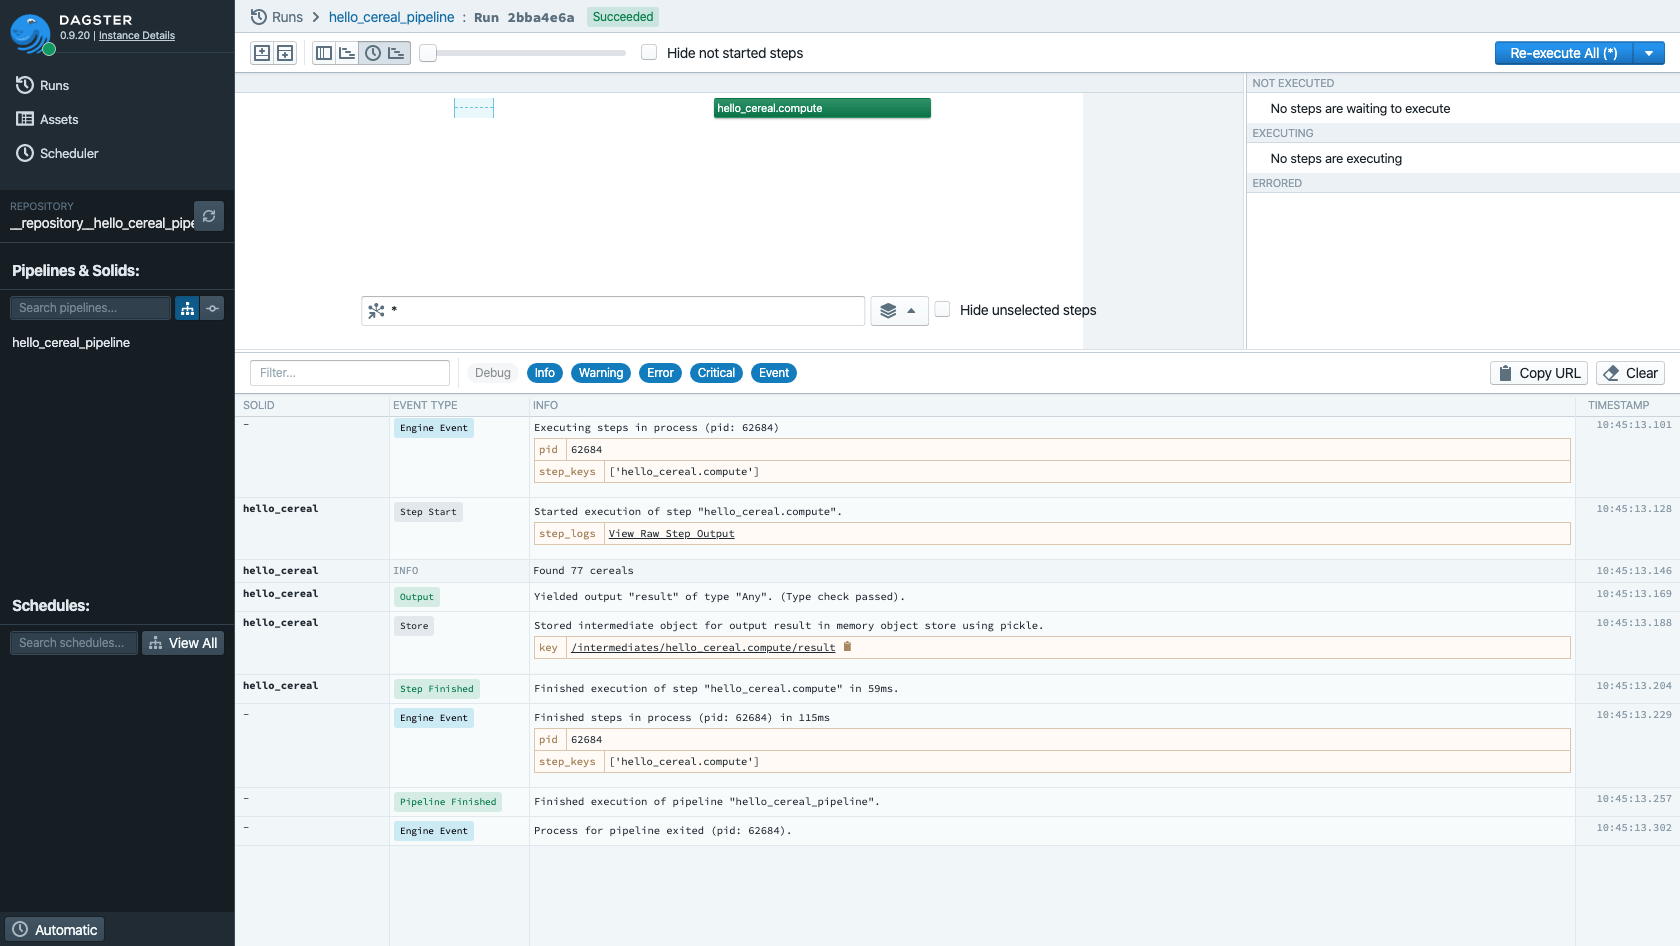 DAGSTER
0.9.20 | Instance Details
Runs
Assets
Scheduler
REPOSITORY
__repository__hello_cereal_pipe
Pipelines & Solids:
Search pipelines...
hello_cereal_pipeline
Schedules:
Search schedules...
View All
Automatic
Runs > hello_cereal_pipeline : Run 2bba4e6a Succeeded
Hide not started steps
Re-execute All (*)
hello_cereal.compute
NOT EXECUTED
No steps are waiting to execute
EXECUTING
No steps are executing
ERRORED
*
Hide unselected steps
Filter...
Debug Info Warning Error Critical Event
Copy URL
Clear
SOLID EVENT TYPE INFO TIMESTAMP
- Engine Event Executing steps in process (pid: 62684) 10:45:13.101
pid 62684
step_keys ['hello_cereal.compute']
hello_cereal Step Start Started execution of step "hello_cereal.compute". 10:45:13.128
step_logs View Raw Step Output
hello_cereal INFO Found 77 cereals 10:45:13.146
hello_cereal Output Yielded output "result" of type "Any". (Type check passed). 10:45:13.169
hello_cereal Store Stored intermediate object for output result in memory object store using pickle. 10:45:13.188
key /intermediates/hello_cereal.compute/result
hello_cereal Step Finished Finished execution of step "hello_cereal.compute" in 59ms. 10:45:13.204
- Engine Event Finished steps in process (pid: 62684) in 115ms 10:45:13.229
pid 62684
step_keys ['hello_cereal.compute']
- Pipeline Finished Finished execution of pipeline "hello_cereal_pipeline". 10:45:13.257
- Engine Event Process for pipeline exited (pid: 62684). 10:45:13.302